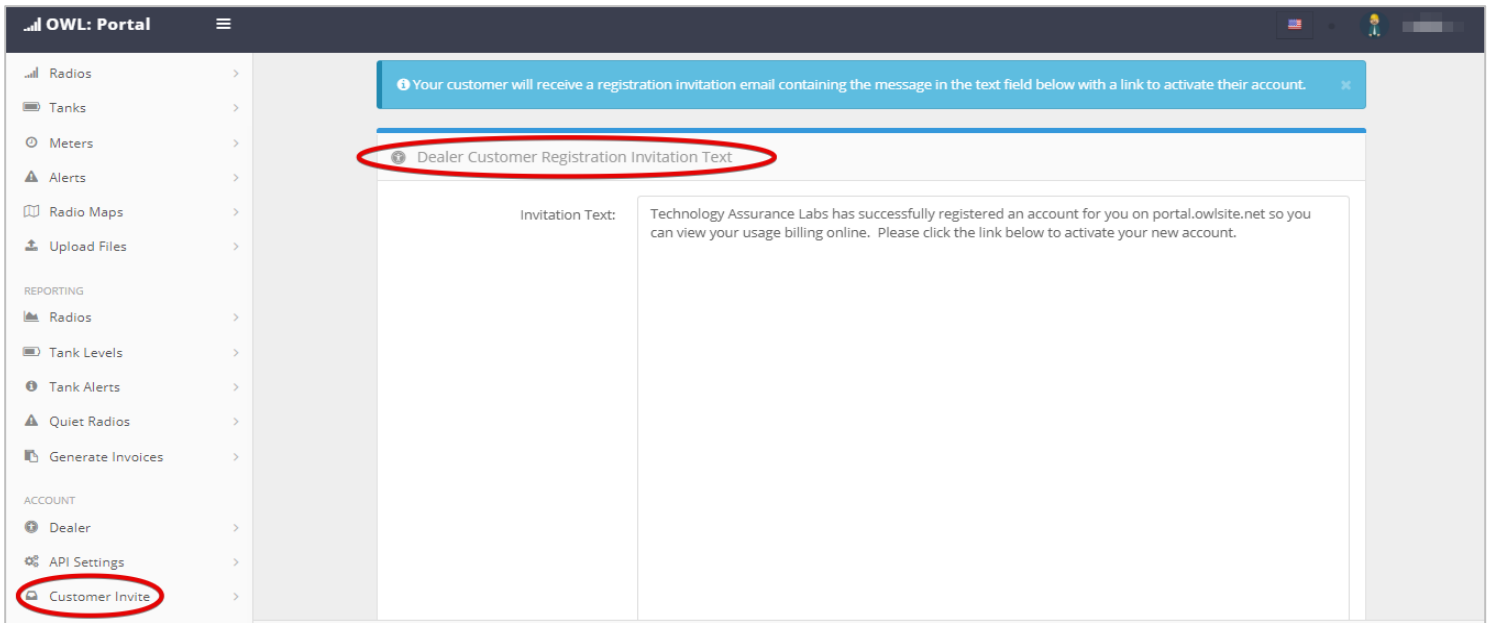 OWL: Portal
Radios
Tanks
Meters
Alerts
Radio Maps
Upload Files
REPORTING
Radios
Tank Levels
Tank Alerts
Quiet Radios
Generate Invoices
ACCOUNT
Dealer
API Settings
Customer Invite
Your customer will receive a registration invitation email containing the message in the text field below with a link to activate their account.
Dealer Customer Registration Invitation Text
Invitation Text:
Technology Assurance Labs has successfully registered an account for you on portal.owlsite.net so you
can view your usage billing online.  Please click the link below to activate your new account.